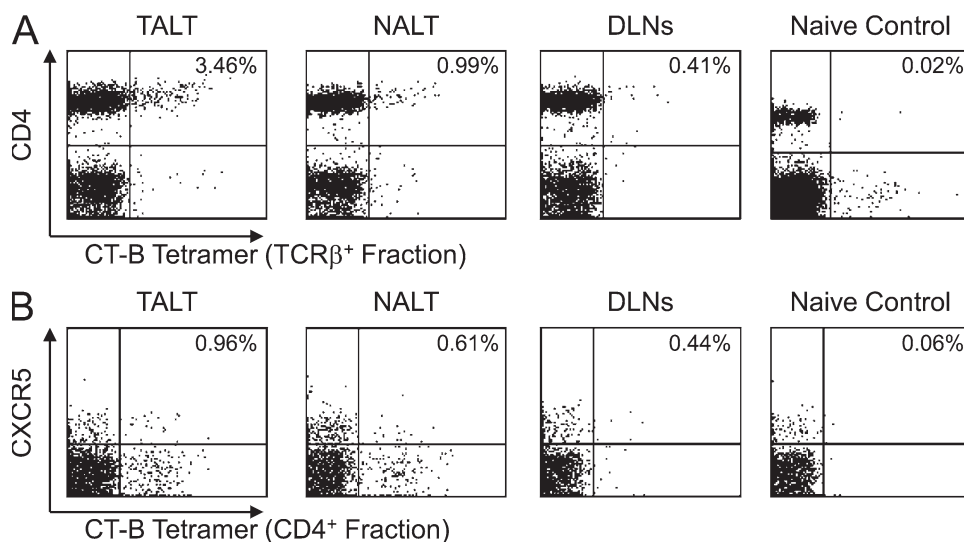 A
TALT NALT DLNs Naive Control
3.46% 0.99% 0.41% 0.02%
CD4
CT-B Tetramer (TCRβ⁺ Fraction)
B
TALT NALT DLNs Naive Control
0.96% 0.61% 0.44% 0.06%
CXCR5
CT-B Tetramer (CD4⁺ Fraction)